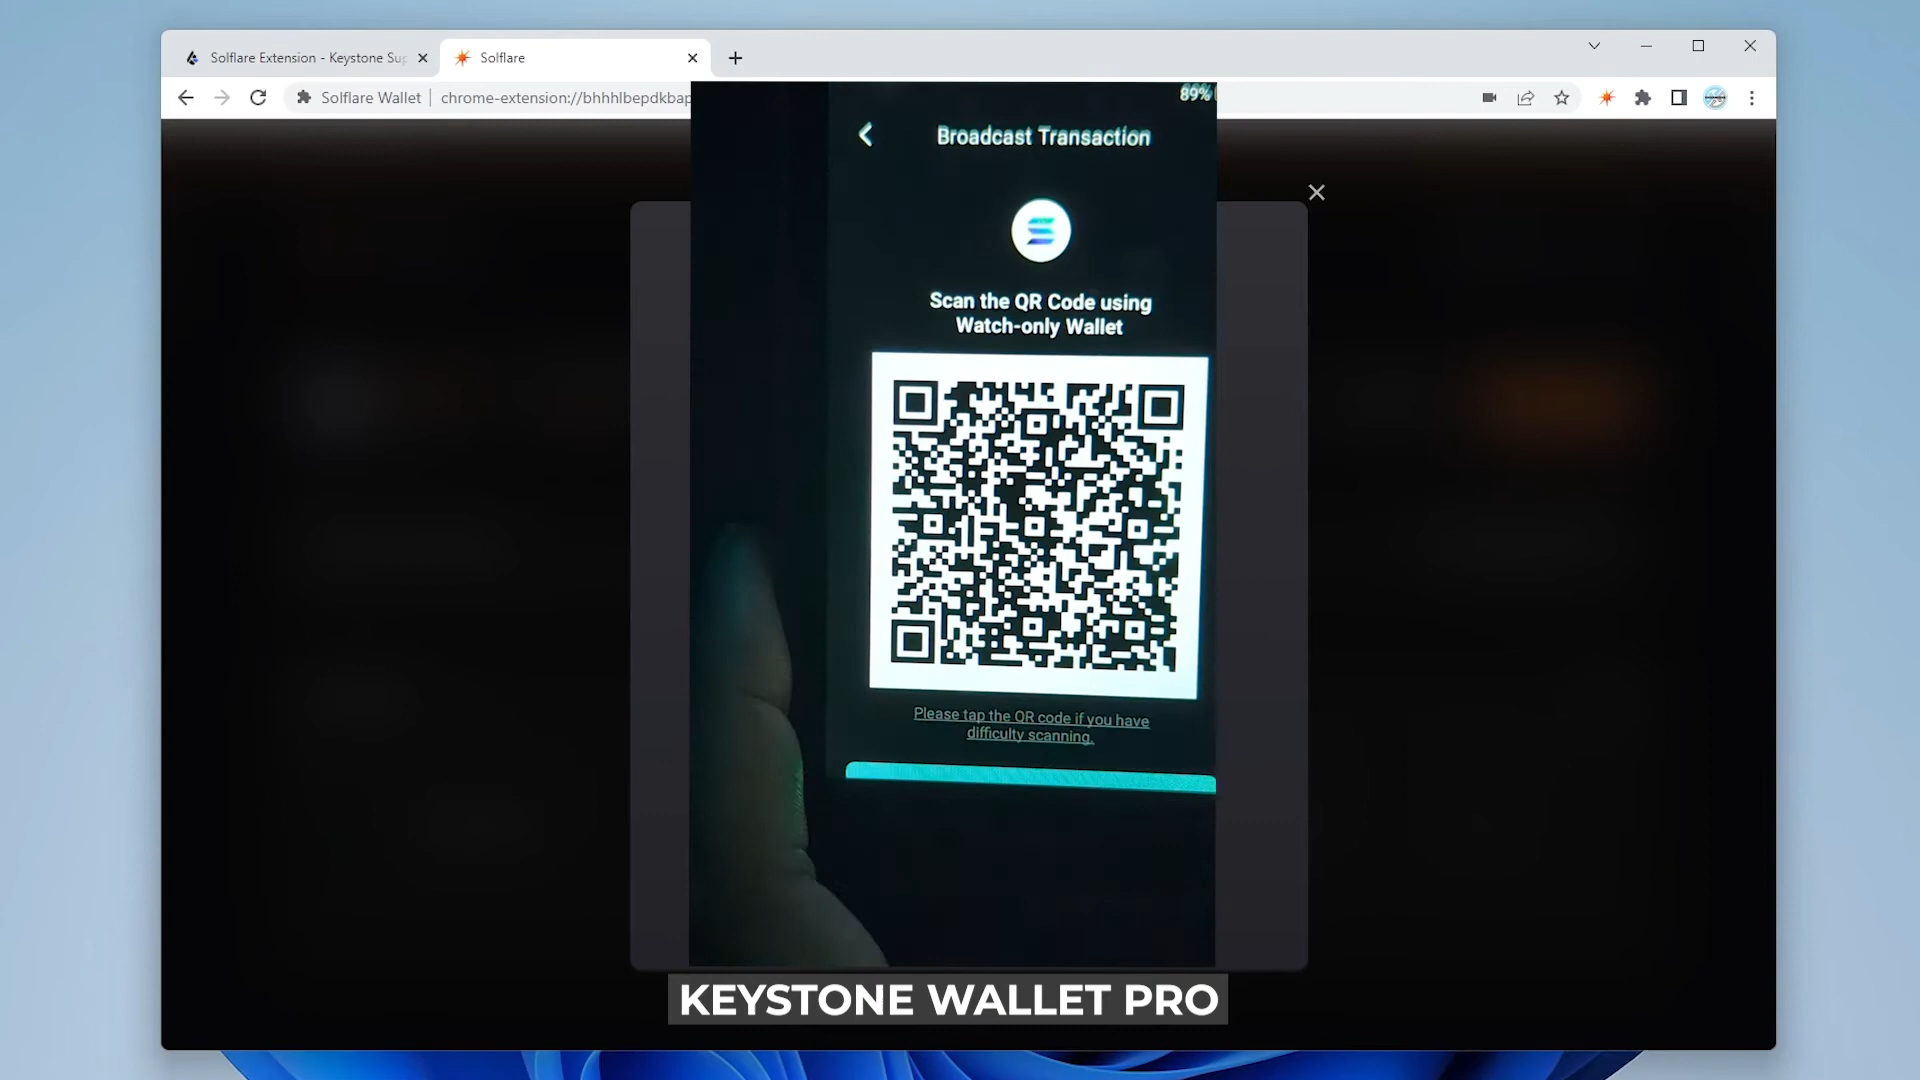 Solflare Extension - Keystone Sup
Solflare
Solflare Wallet
chrome-extension://bhhhlbepdkbap
89%
Broadcast Transaction
Scan the QR Code using
Watch-only Wallet
Please tap the QR code if you have
difficulty scanning.
KEYSTONE WALLET PRO